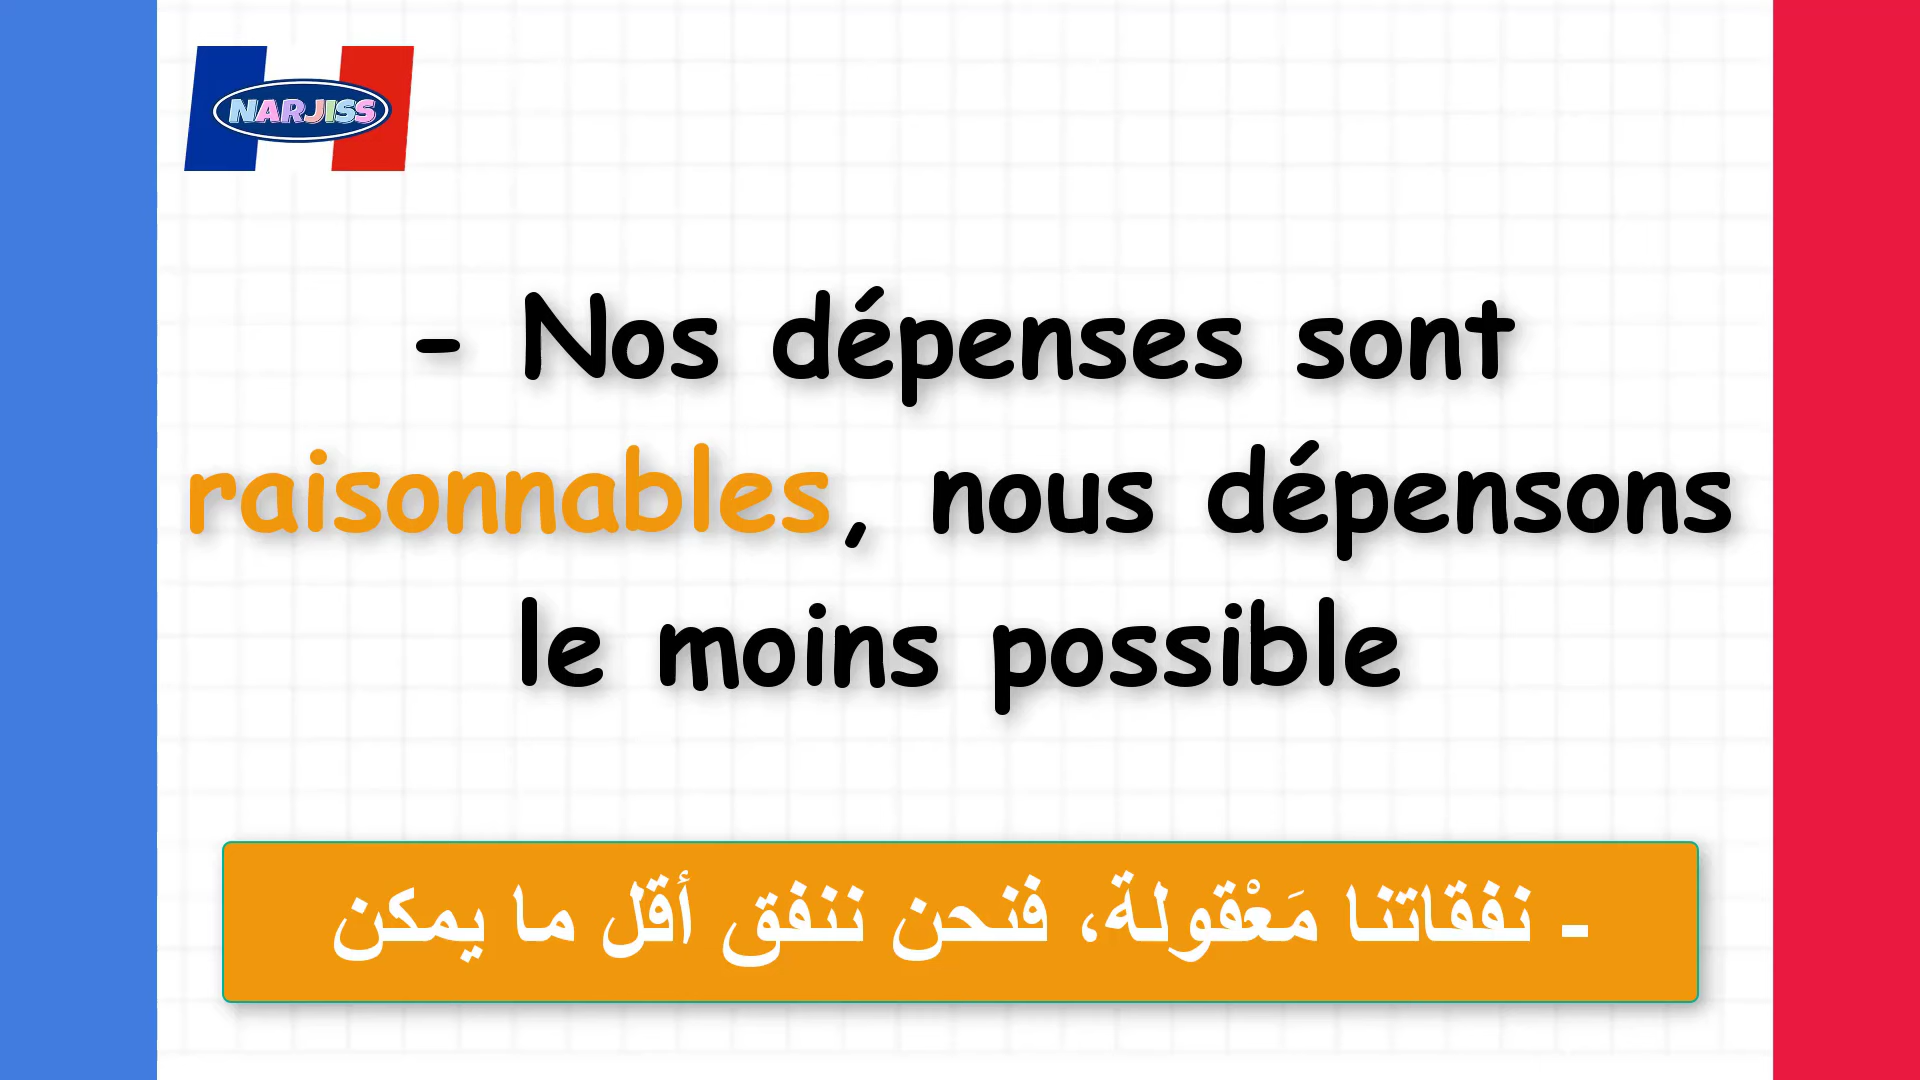 NARJISS
- Nos dépenses sont
raisonnables, nous dépensons
le moins possible
- نفقاتنا مَعْقولة، فنحن ننفق أقل ما يمكن